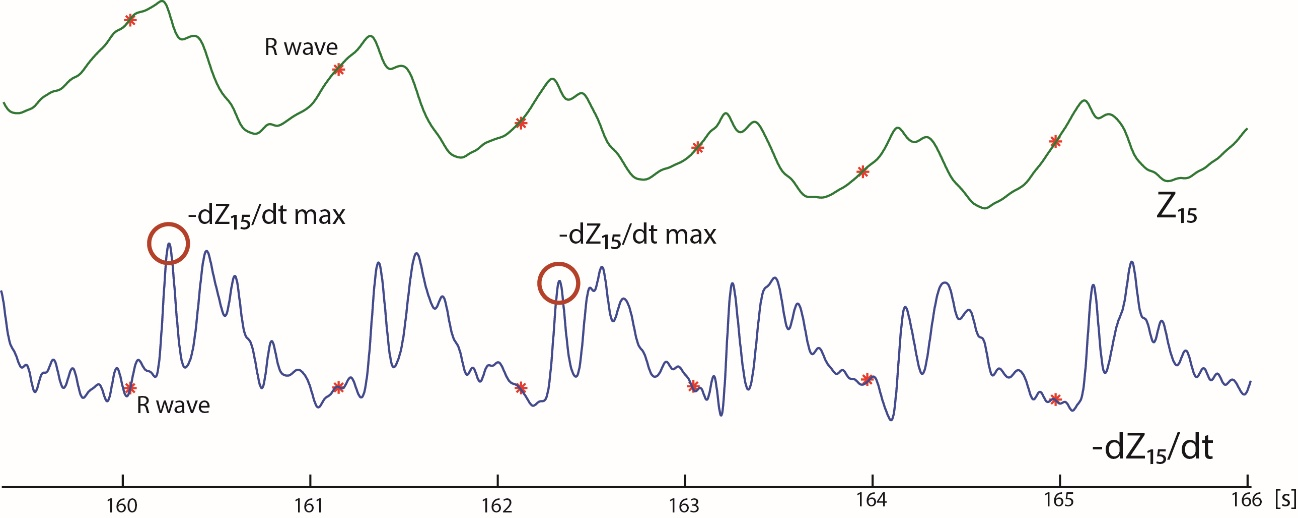 R wave
Z₁₅
-dZ₁₅/dt max
-dZ₁₅/dt max
R wave
-dZ₁₅/dt
160 161 162 163 164 165 166 [s]